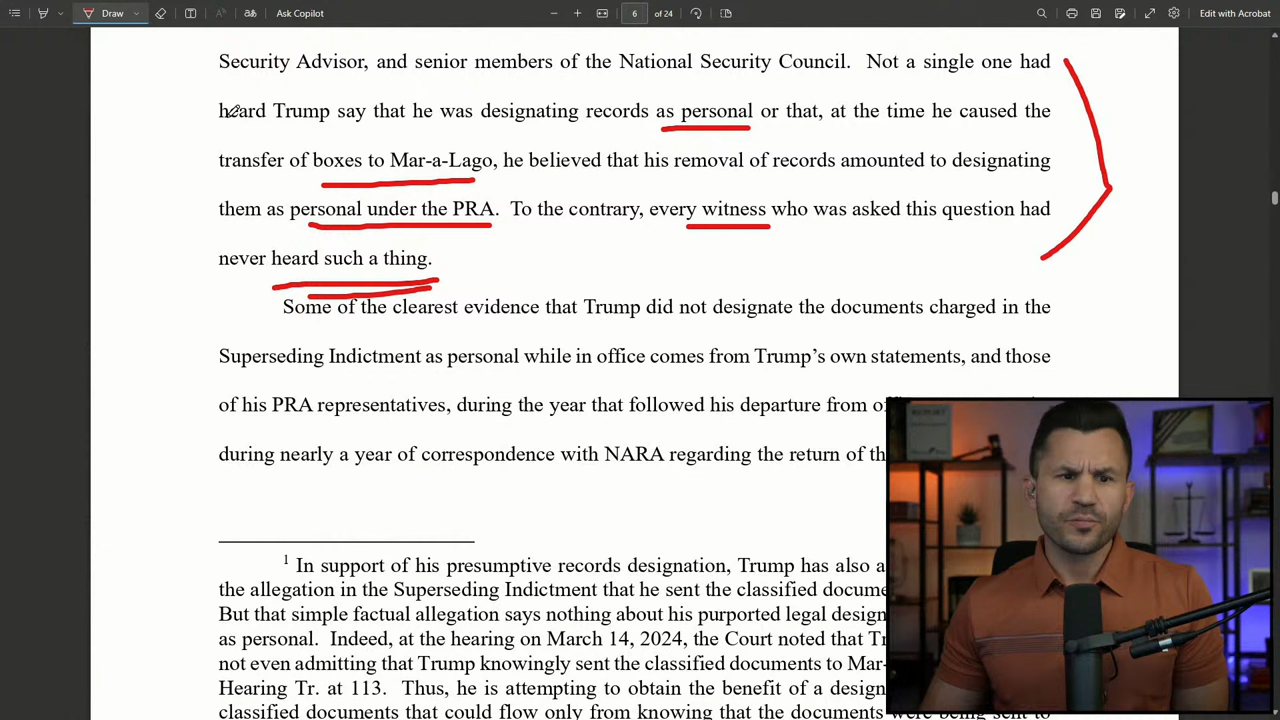 Draw
Ask Copilot
6 of 24
Edit with Acrobat
Security Advisor, and senior members of the National Security Council. Not a single one had
heard Trump say that he was designating records as personal or that, at the time he caused the
transfer of boxes to Mar-a-Lago, he believed that his removal of records amounted to designating
them as personal under the PRA. To the contrary, every witness who was asked this question had
never heard such a thing.
Some of the clearest evidence that Trump did not designate the documents charged in the
Superseding Indictment as personal while in office comes from Trump’s own statements, and those
of his PRA representatives, during the year that followed his departure from
during nearly a year of correspondence with NARA regarding the return of
1 In support of his presumptive records designation, Trump has also
the allegation in the Superseding Indictment that he sent the classified
But that simple factual allegation says nothing about his purported legal
as personal. Indeed, at the hearing on March 14, 2024, the Court noted that
not even admitting that Trump knowingly sent the classified documents to
Hearing Tr. at 113. Thus, he is attempting to obtain the benefit of a
classified documents that could flow only from knowing that the documents were being sent to
REPORT